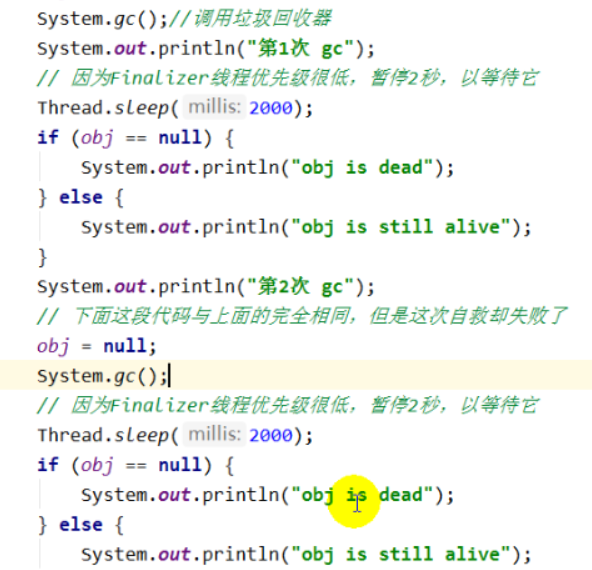 System.gc();//调用垃圾回收器
System.out.println("第1次 gc");
// 因为Finalizer线程优先级很低，暂停2秒，以等待它
Thread.sleep( millis: 2000);
if (obj == null) {
System.out.println("obj is dead");
} else {
System.out.println("obj is still alive");
}
System.out.println("第2次 gc");
// 下面这段代码与上面的完全相同，但是这次自救却失败了
obj = null;
System.gc();
// 因为Finalizer线程优先级很低，暂停2秒，以等待它
Thread.sleep( millis: 2000);
if (obj == null) {
System.out.println("obj is dead");
} else {
System.out.println("obj is still alive");